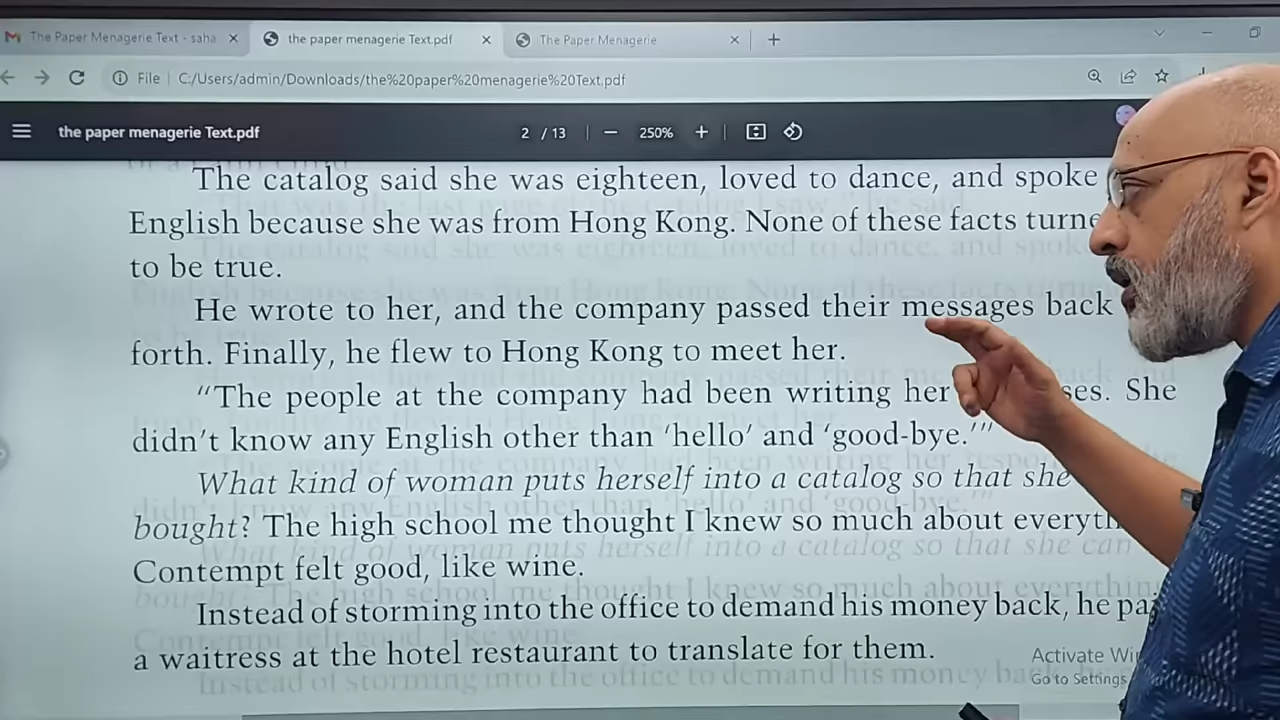 The Paper Menagerie Text - saha
the paper menagerie Text.pdf
The Paper Menagerie
File
C:/Users/admin/Downloads/the%20paper%20menagerie%20Text.pdf
the paper menagerie Text.pdf
2 / 13
250%
The catalog said she was eighteen, loved to dance, and spoke
English because she was from Hong Kong. None of these facts turne
to be true.
He wrote to her, and the company passed their messages back
forth. Finally, he flew to Hong Kong to meet her.
"The people at the company had been writing her ses. She
didn't know any English other than 'hello' and 'good-bye.'"
What kind of woman puts herself into a catalog so that she
bought? The high school me thought I knew so much about everyth
Contempt felt good, like wine.
Instead of storming into the office to demand his money back, he pa
a waitress at the hotel restaurant to translate for them.
Activate Wi
Go to Settings